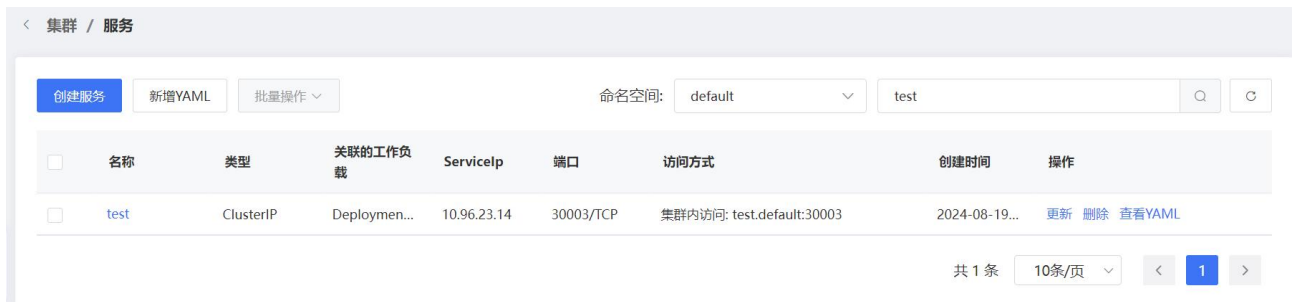 集群 / 服务
创建服务 新增YAML 批量操作 命名空间: default test
名称 类型 关联的工作负载 ServiceIp 端口 访问方式 创建时间 操作
test ClusterIP Deploymen... 10.96.23.14 30003/TCP 集群内访问: test.default:30003 2024-08-19... 更新 删除 查看YAML
共 1 条 10条/页 1